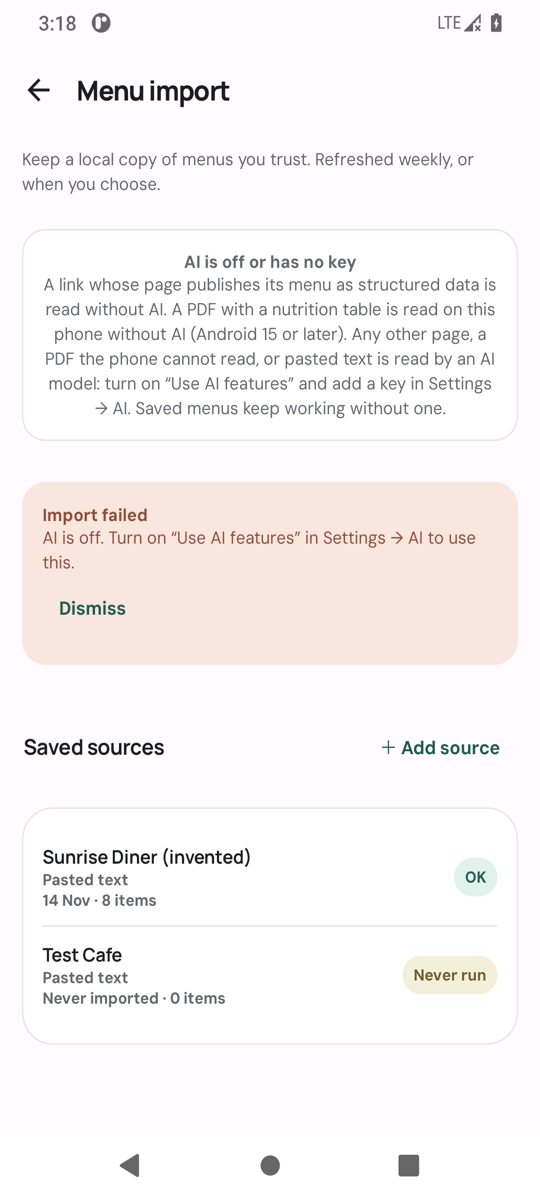 3:18
LTE
Menu import
Keep a local copy of menus you trust. Refreshed weekly, or
when you choose.
AI is off or has no key
A link whose page publishes its menu as structured data is
read without AI. A PDF with a nutrition table is read on this
phone without AI (Android 15 or later). Any other page, a
PDF the phone cannot read, or pasted text is read by an AI
model: turn on “Use AI features” and add a key in Settings
→ AI. Saved menus keep working without one.
Import failed
AI is off. Turn on “Use AI features” in Settings → AI to use
this.
Dismiss
Saved sources
+ Add source
Sunrise Diner (invented)
Pasted text
14 Nov · 8 items
OK
Test Cafe
Pasted text
Never imported · 0 items
Never run